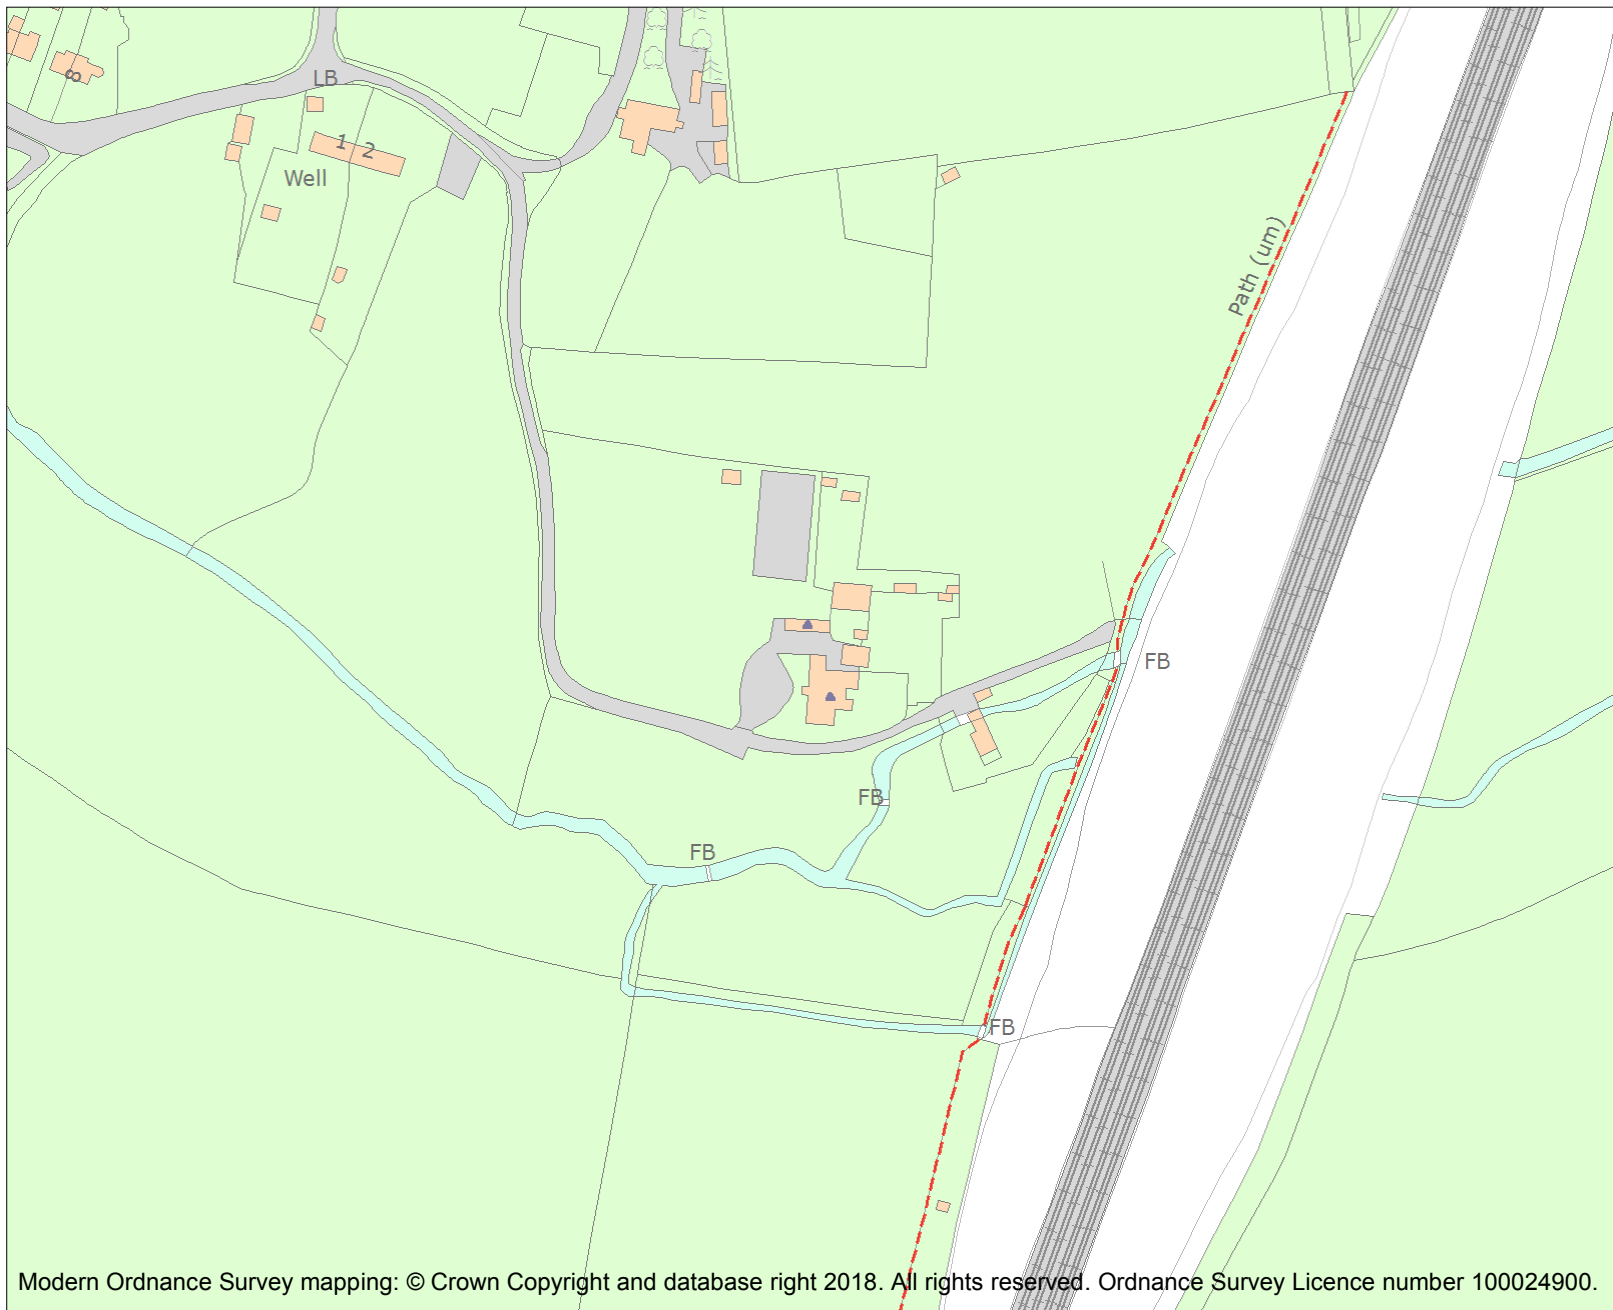 8
LB
1 2
Well
Path (um)
FB
FB
FB
FB
Modern Ordnance Survey mapping: © Crown Copyright and database right 2018. All rights reserved. Ordnance Survey Licence number 100024900.